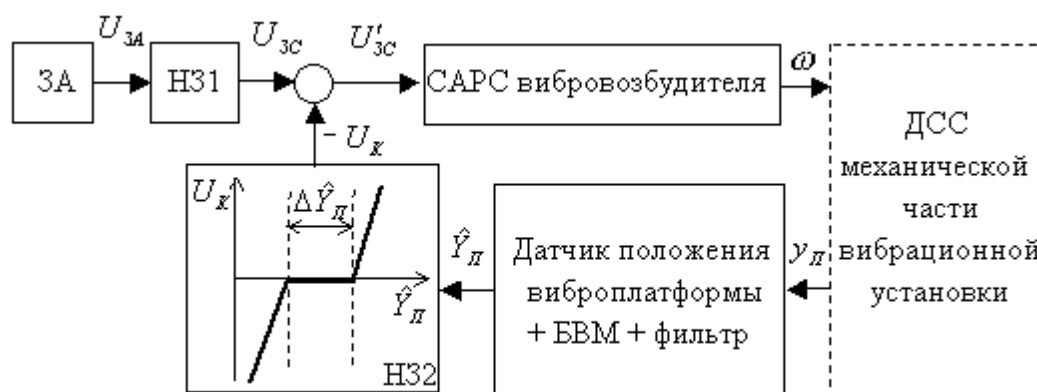 U_ЗА
U_ЗС
U'_ЗС
ω
ЗА
НЗ1
САРС вибровозбудителя
ДСС
механической
части
вибрационной
установки
- U_К
U_К
ΔŶ_П
Ŷ_П
НЗ2
Ŷ_П
Датчик положения
виброплатформы
+ БВМ + фильтр
y_П